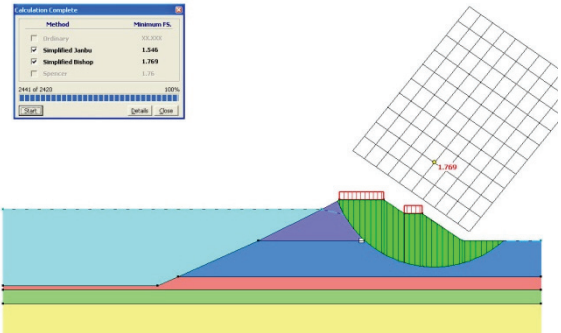 Calculation Complete
Method Minimum FS.
Ordinary XX.XXX
Simplified Janbu 1.546
Simplified Bishop 1.769
Spencer 1.76
2441 of 2420 100%
Start Details Close
1.769